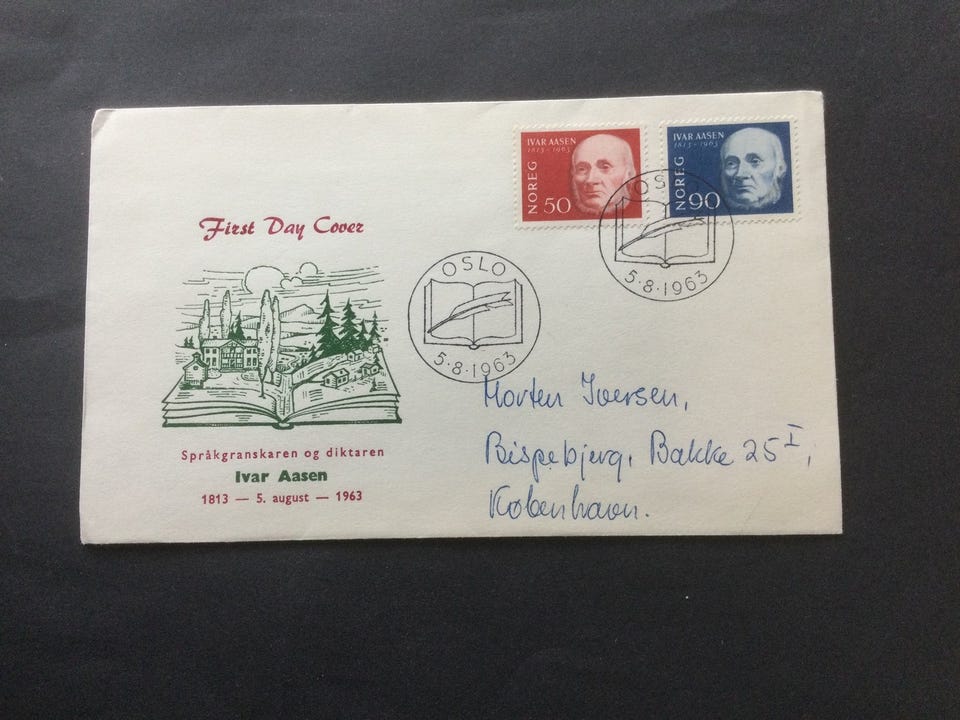 IVAR AASEN
1813-1963
NOREG
50
IVAR AASEN
1813-1963
NOREG
90
OSLO
5·8·1963
First Day Cover
OSLO
5·8·1963
Språkgranskaren og diktaren
Ivar Aasen
1813 — 5. august — 1963
Morten Iversen,
Bispebjerg, Bakke 25 I,
København.